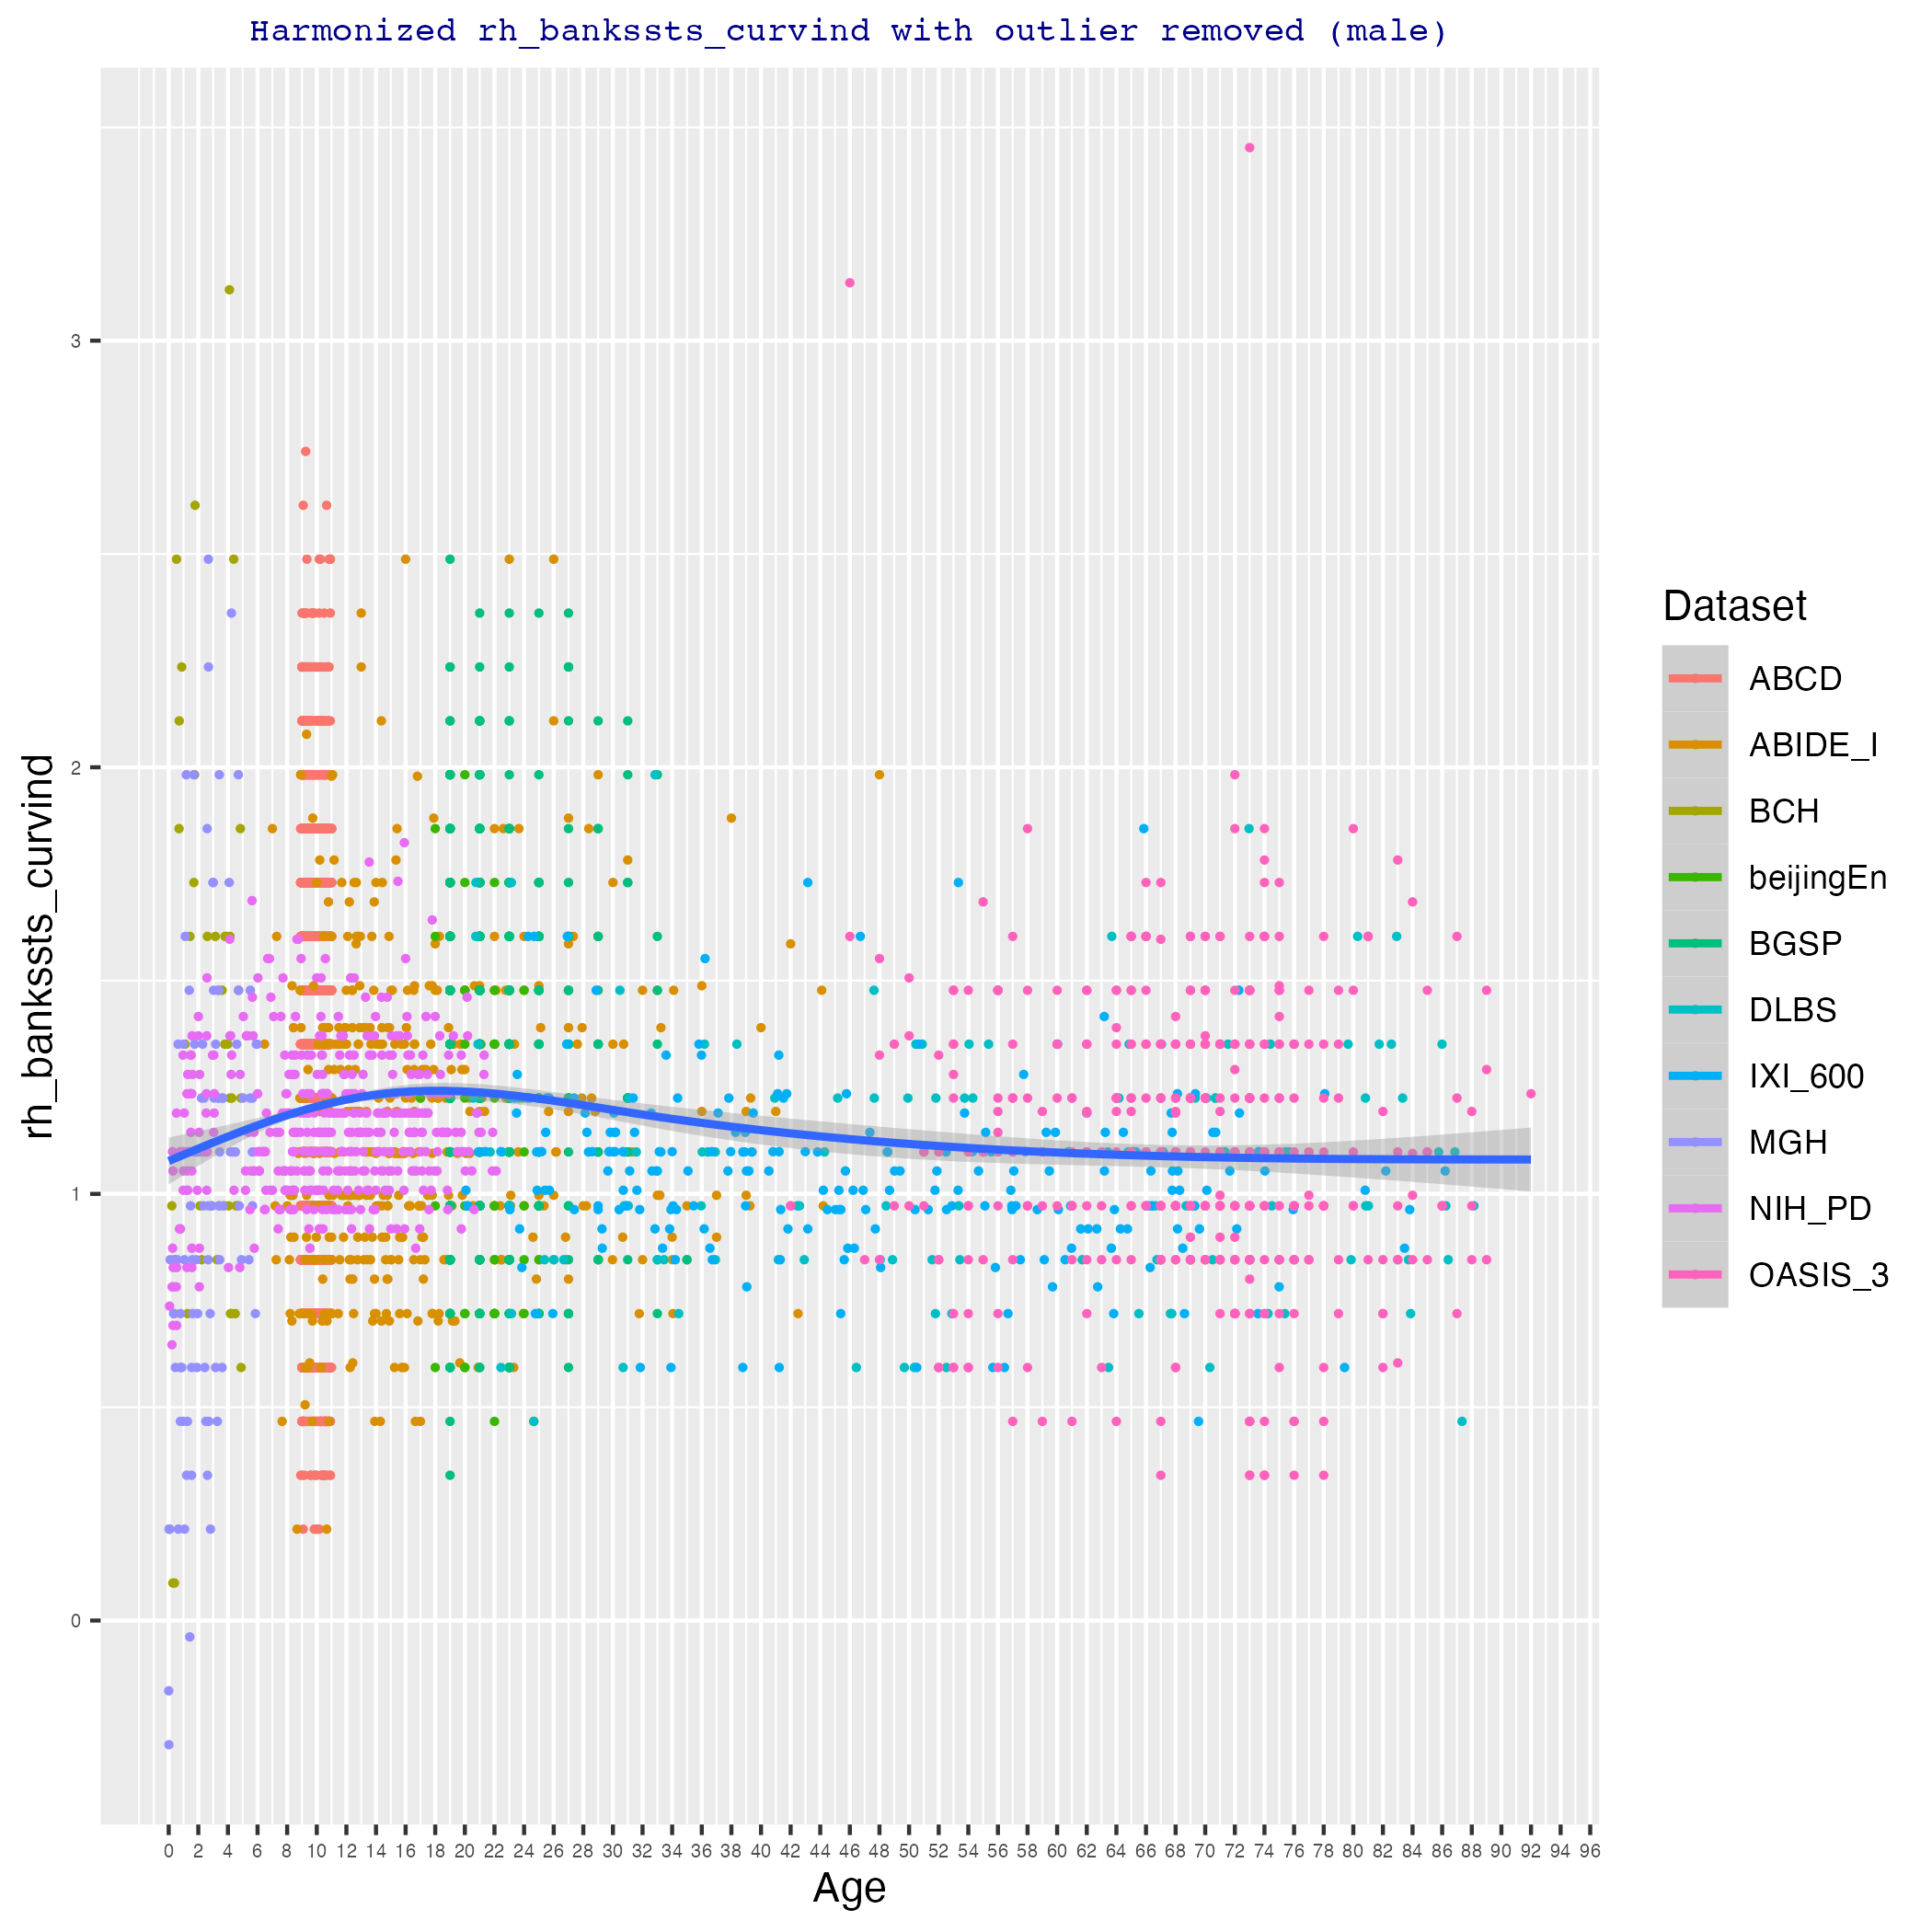 Harmonized rh_bankssts_curvind with outlier removed (male)
rh_bankssts_curvind
3
2
1
0
0 2 4 6 8 10 12 14 16 18 20 22 24 26 28 30 32 34 36 38 40 42 44 46 48 50 52 54 56 58 60 62 64 66 68 70 72 74 76 78 80 82 84 86 88 90 92 94 96
Age
Dataset
ABCD
ABIDE_I
BCH
beijingEn
BGSP
DLBS
IXI_600
MGH
NIH_PD
OASIS_3